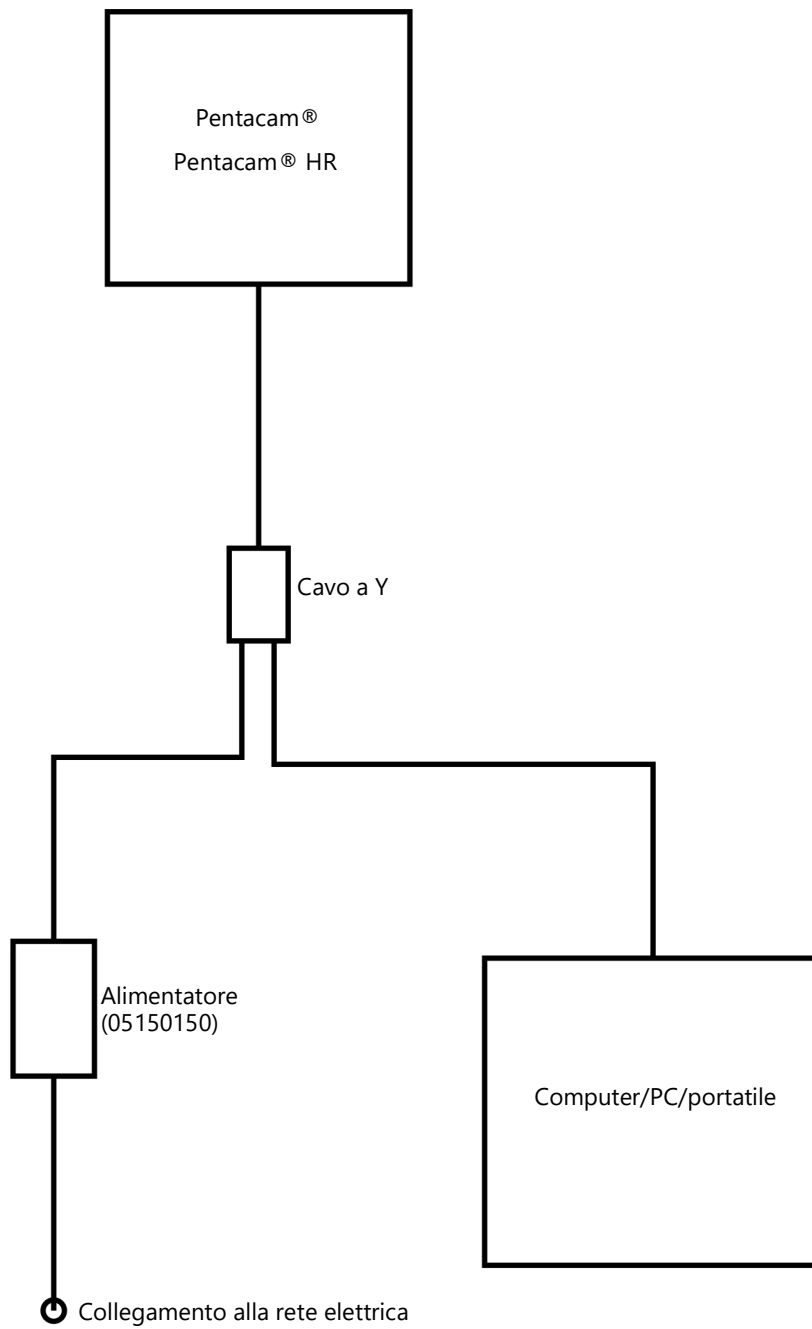 Pentacam®
Pentacam® HR
Cavo a Y
Alimentatore
(05150150)
Computer/PC/portatile
Collegamento alla rete elettrica